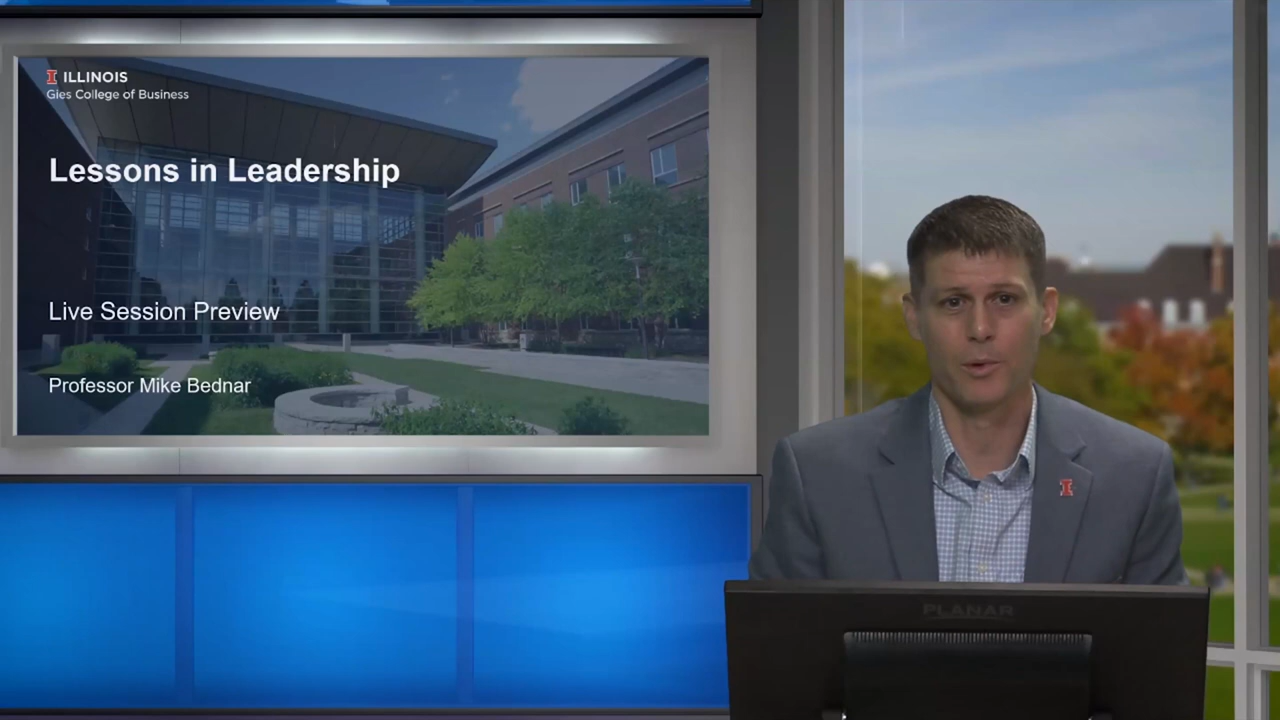 I ILLINOIS
Gies College of Business
Lessons in Leadership
Live Session Preview
Professor Mike Bednar
I
PLANAR